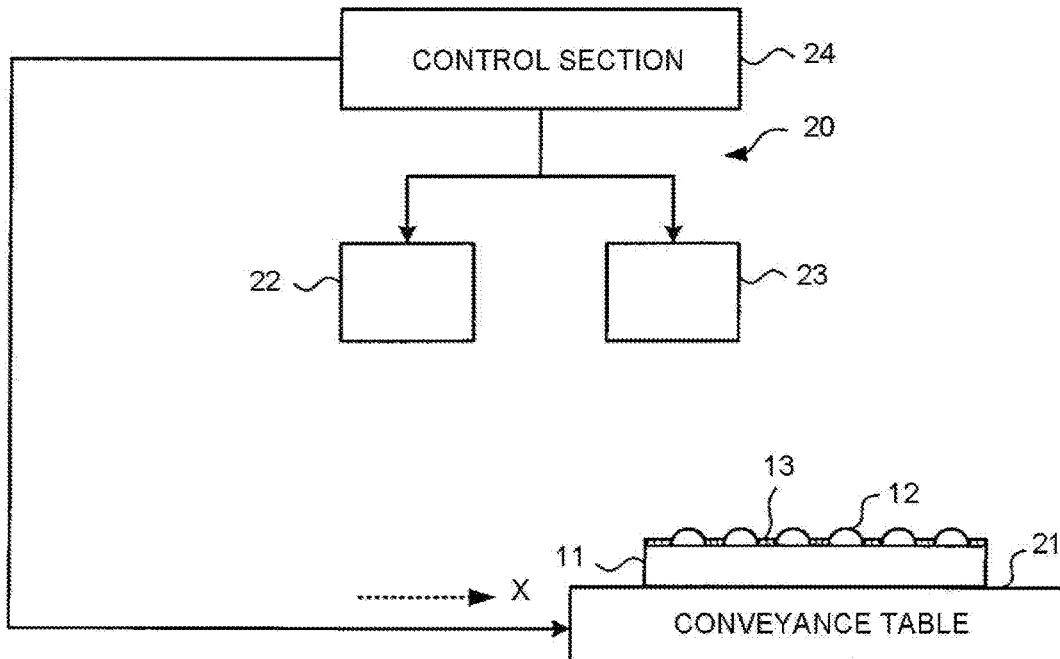 CONTROL SECTION
24
20
22
23
13
12
11
21
X
CONVEYANCE TABLE